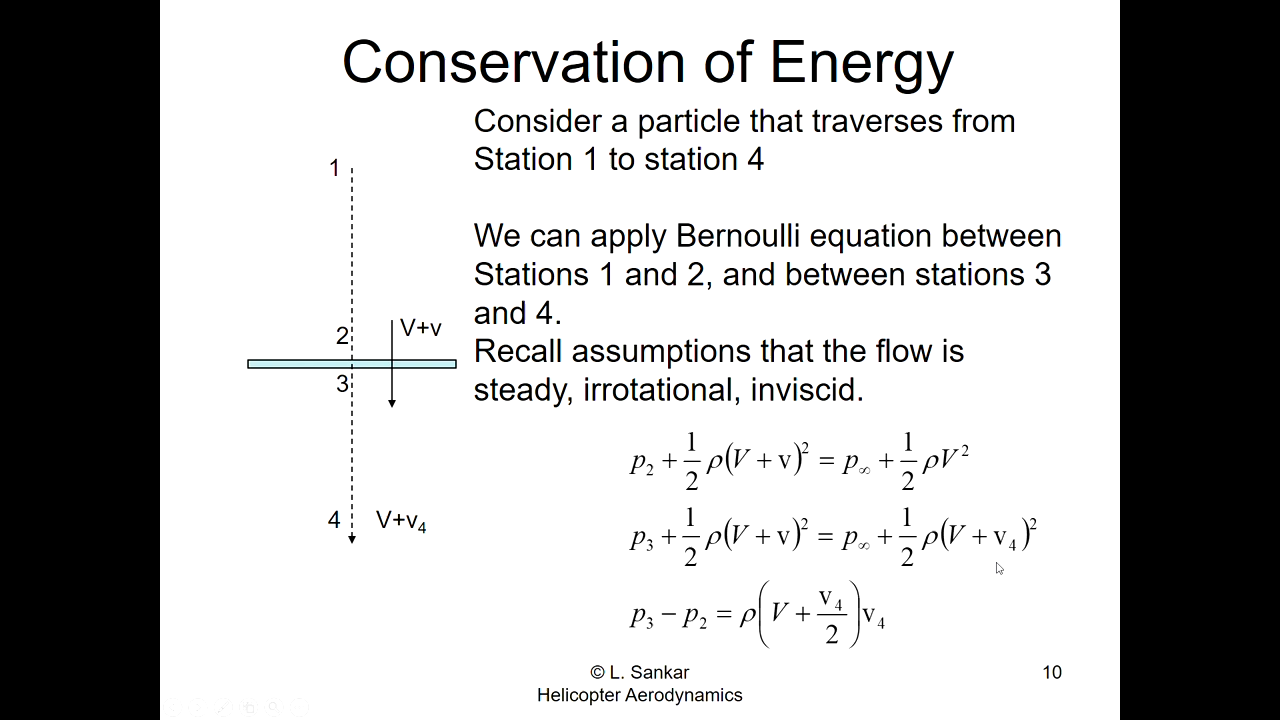 Conservation of Energy
Consider a particle that traverses from
Station 1 to station 4
We can apply Bernoulli equation between
Stations 1 and 2, and between stations 3
and 4.
Recall assumptions that the flow is
steady, irrotational, inviscid.
1
2
V+v
3
4
V+v₄
p₂ + 1/2 ρ(V + v)² = p∞ + 1/2 ρV²
p₃ + 1/2 ρ(V + v)² = p∞ + 1/2 ρ(V + v₄)²
p₃ − p₂ = ρ(V + v₄/2)v₄
© L. Sankar
Helicopter Aerodynamics
10